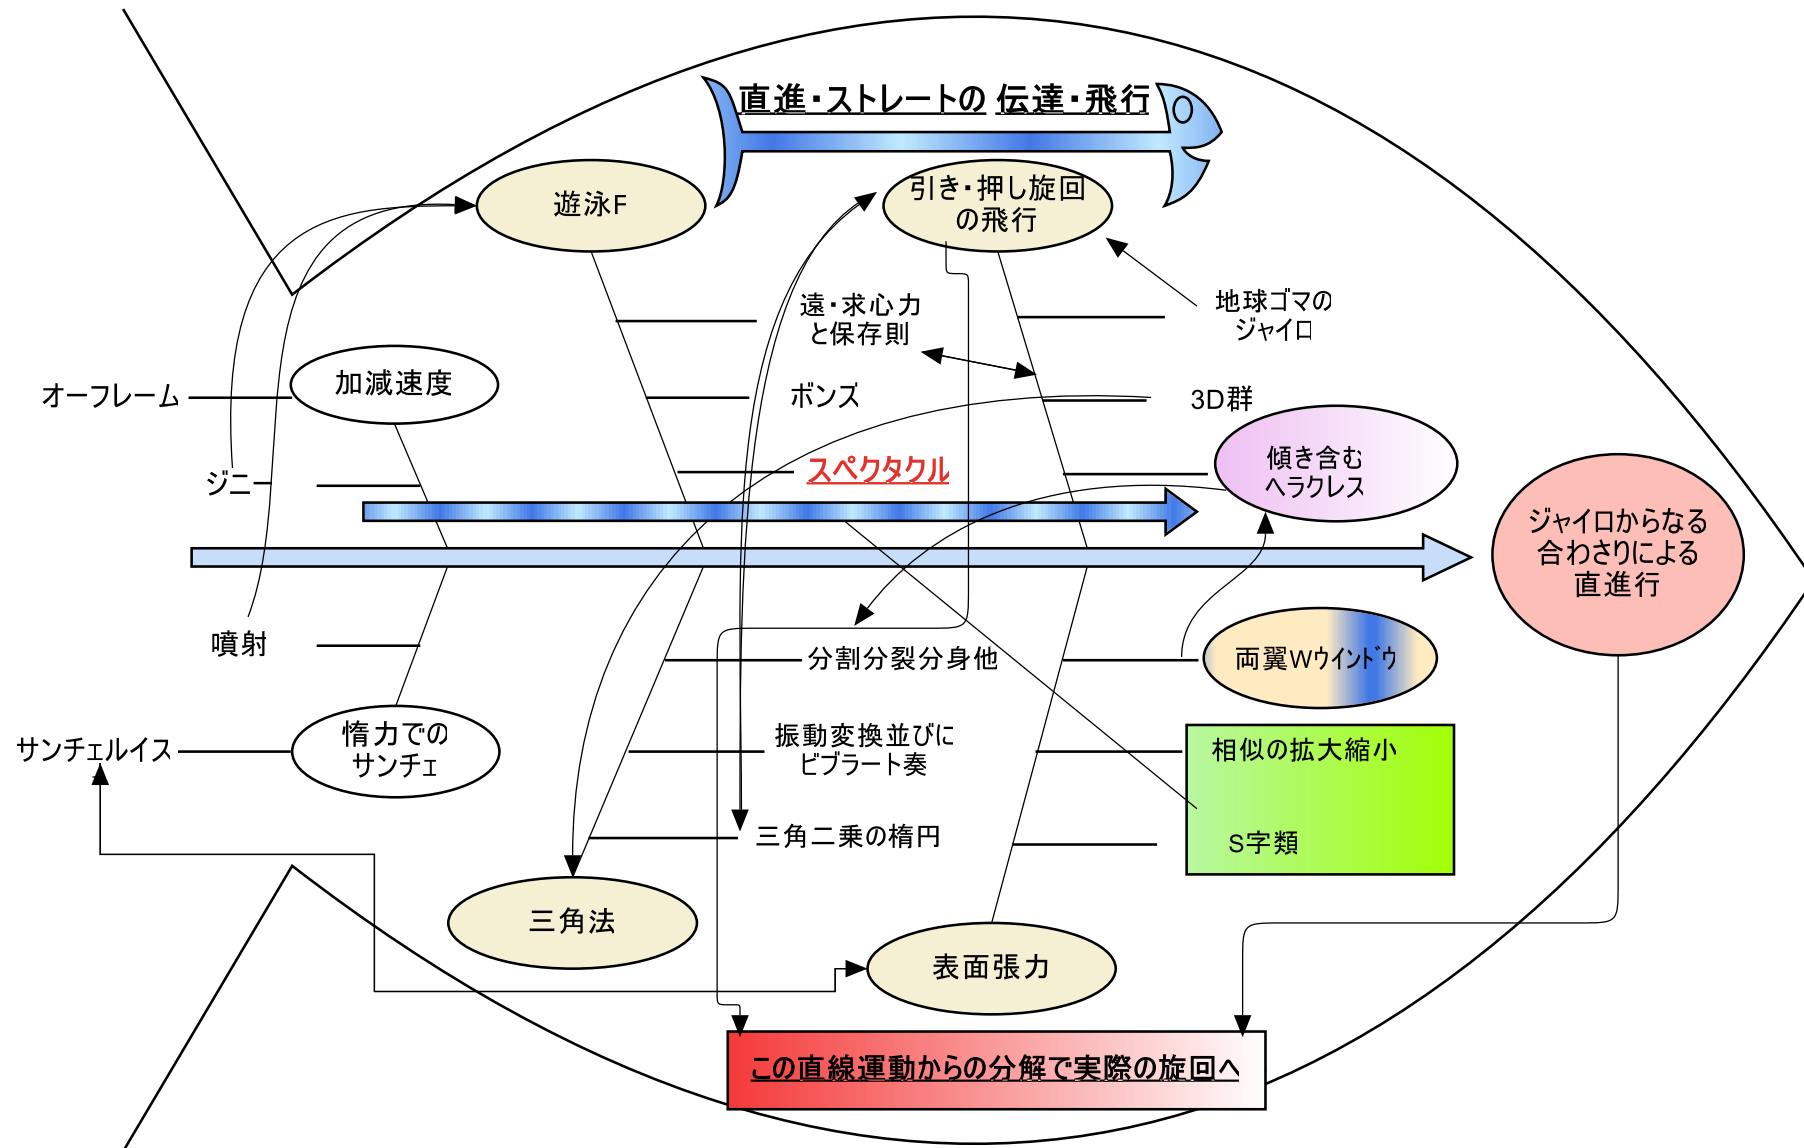 直進・ストレートの 伝達・飛行
遊泳F
引き・押し旋回
の飛行
遠・求心力
と保存則
地球ゴマの
ジャイロ
オーフレーム
加減速度
ボンズ
3D群
ジニー
スペクタクル
傾き含む
ヘラクレス
ジャイロからなる
合わさりによる
直進行
噴射
分割分裂分身他
両翼Wウインドウ
サンチェルイス
惰力での
サンチェ
振動変換並びに
ビブラート奏
相似の拡大縮小
三角二乗の楕円
S字類
三角法
表面張力
この直線運動からの分解で実際の旋回へ